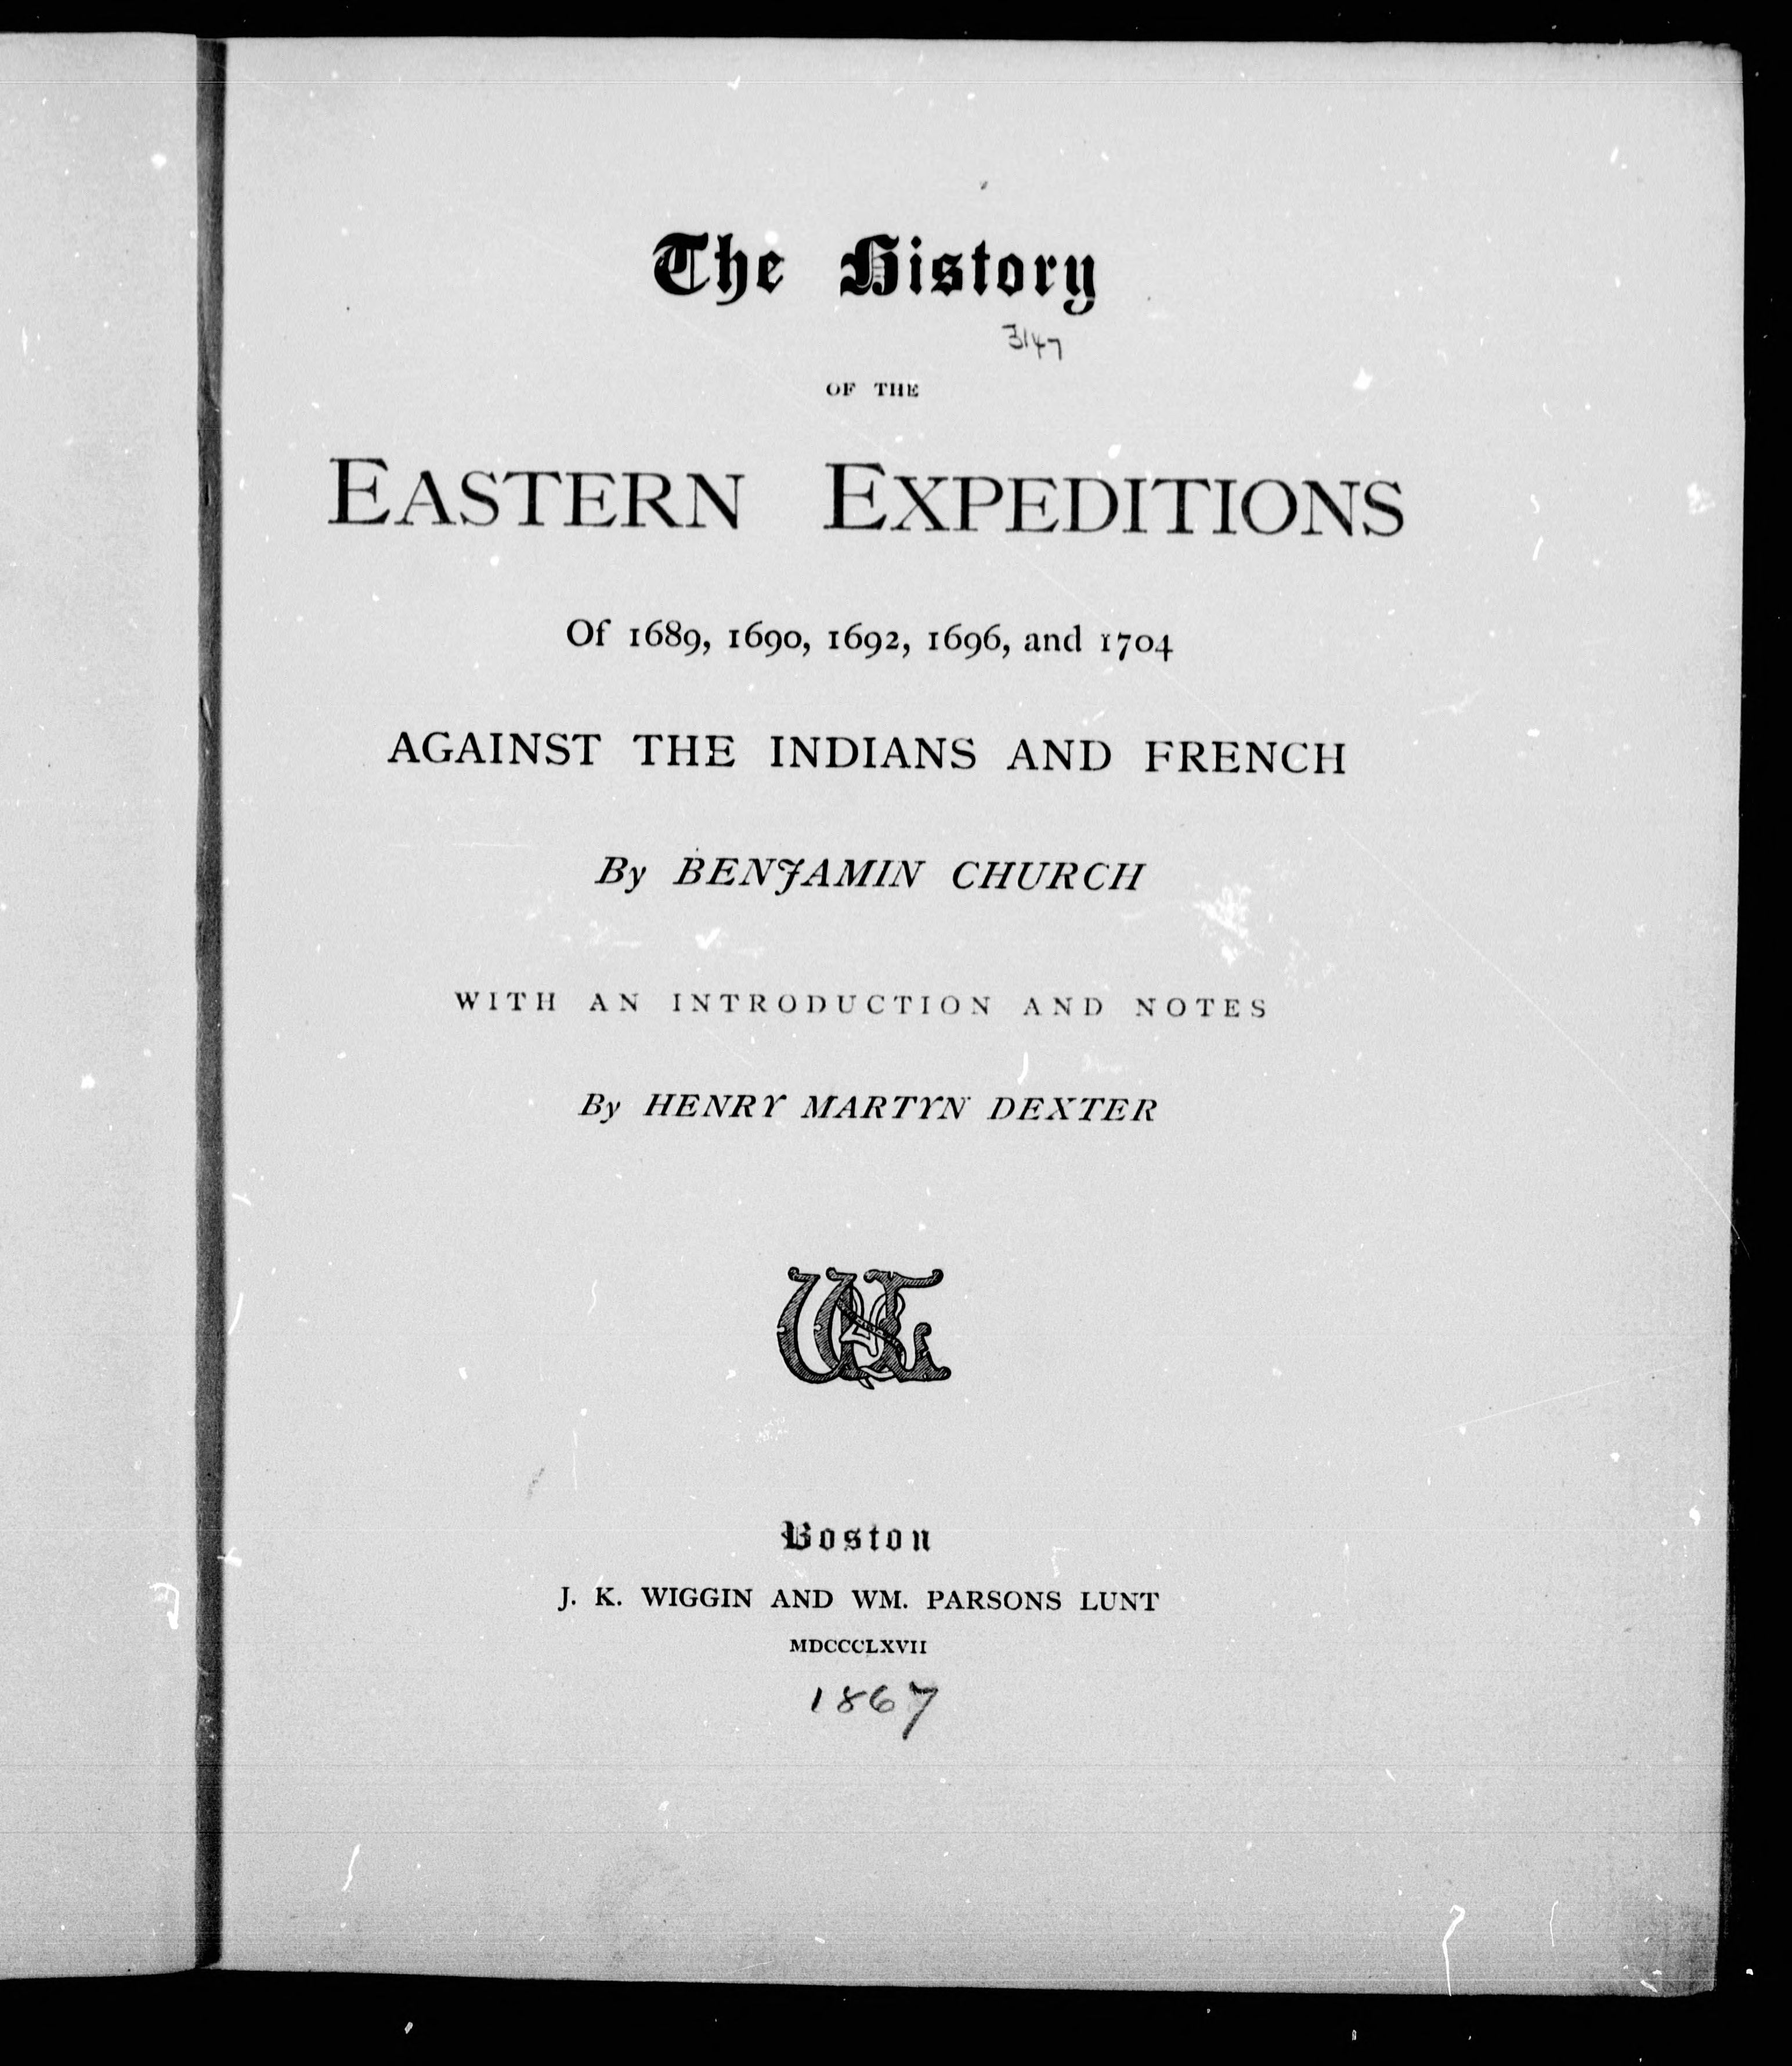 The History
3147
OF THE
EASTERN EXPEDITIONS
Of 1689, 1690, 1692, 1696, and 1704
AGAINST THE INDIANS AND FRENCH
By BENJAMIN CHURCH
WITH AN INTRODUCTION AND NOTES
By HENRY MARTYN DEXTER
Boston
J. K. WIGGIN AND WM. PARSONS LUNT
MDCCCLXVII
1867